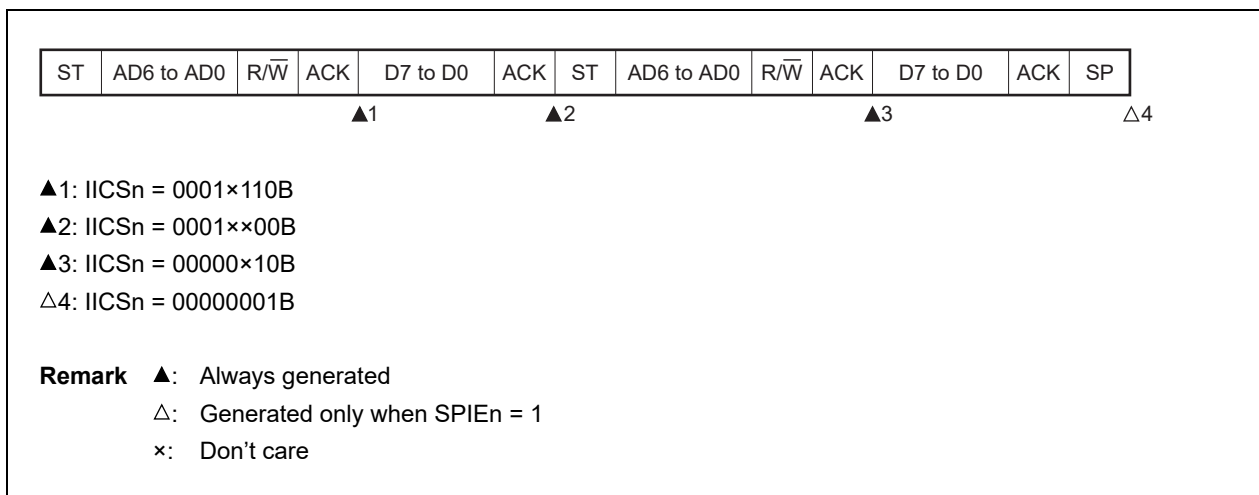 ST AD6 to AD0 R/W̅ ACK D7 to D0 ACK ST AD6 to AD0 R/W̅ ACK D7 to D0 ACK SP
▲1 ▲2 ▲3 △4
▲1: IICSn = 0001×110B
▲2: IICSn = 0001××00B
▲3: IICSn = 00000×10B
△4: IICSn = 00000001B
Remark ▲: Always generated
△: Generated only when SPIEn = 1
×: Don't care